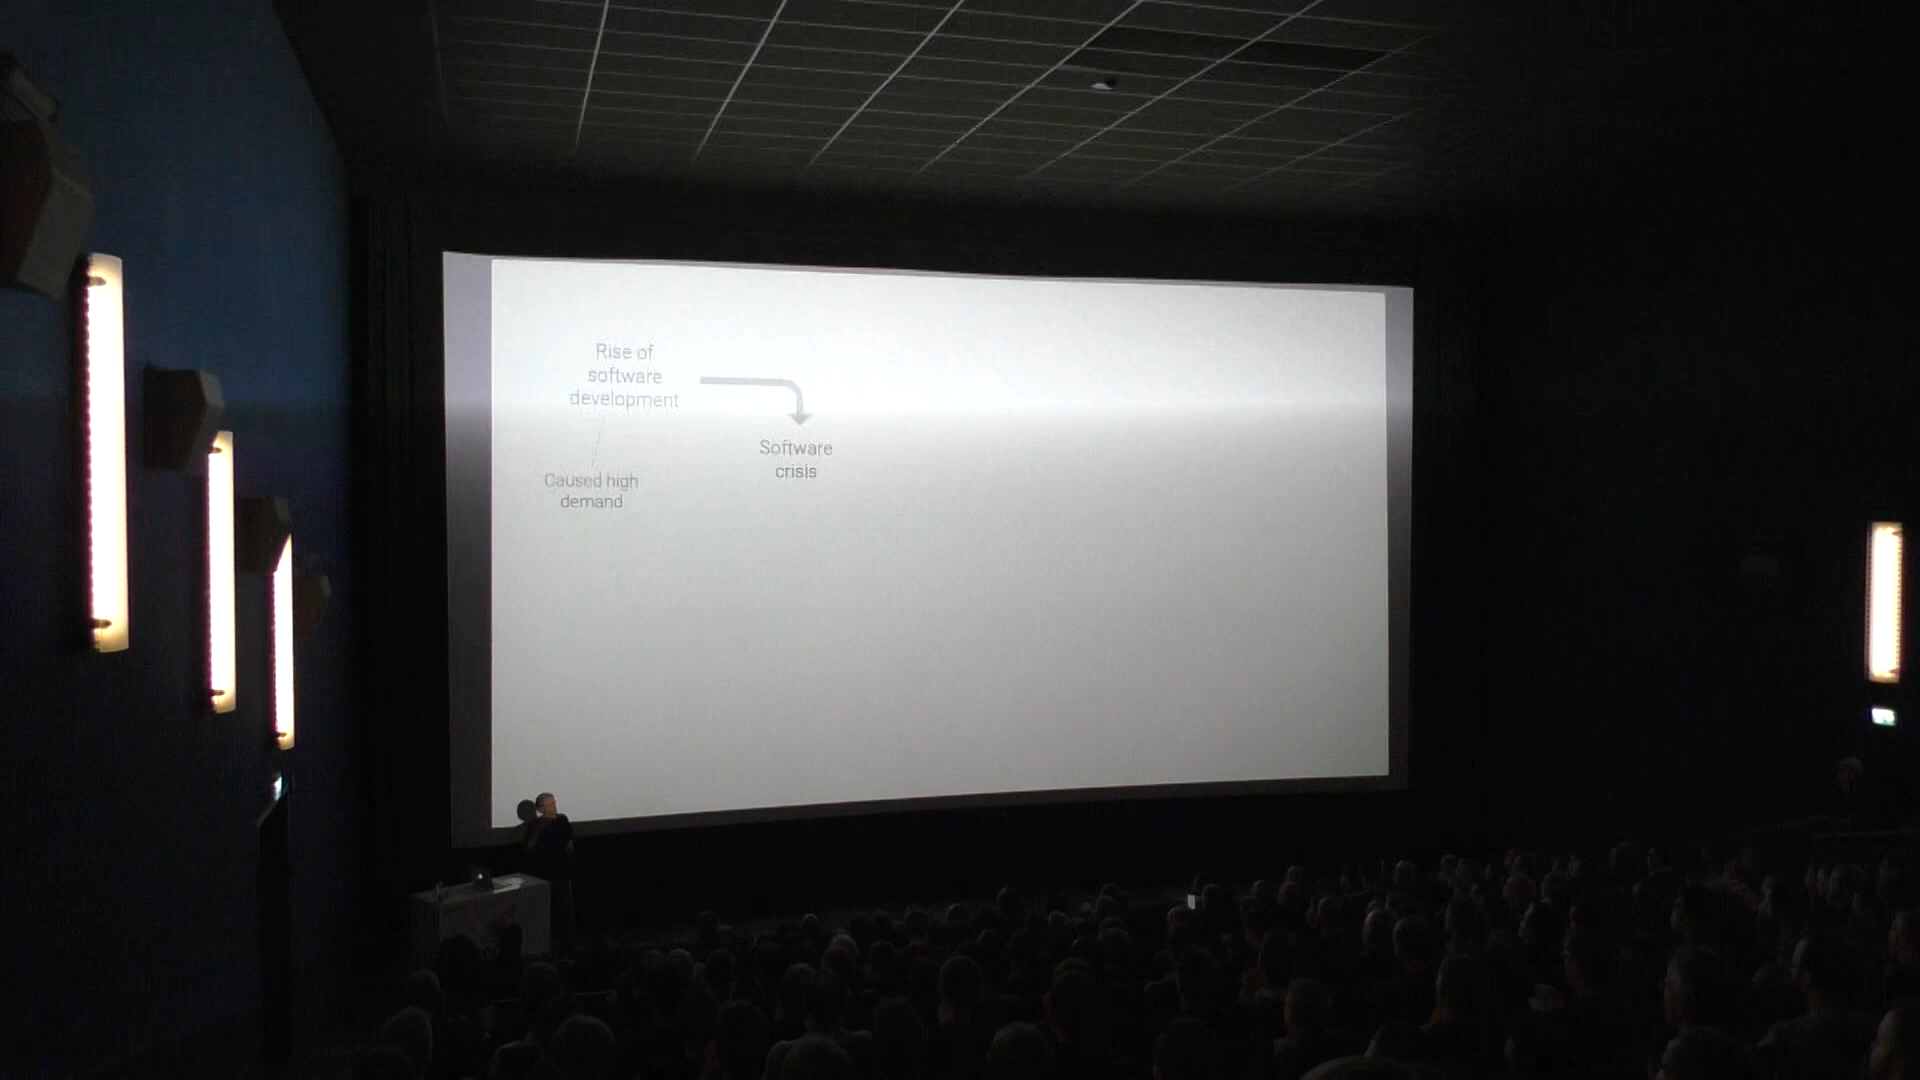 Rise of
software
development
Software
crisis
Caused high
demand